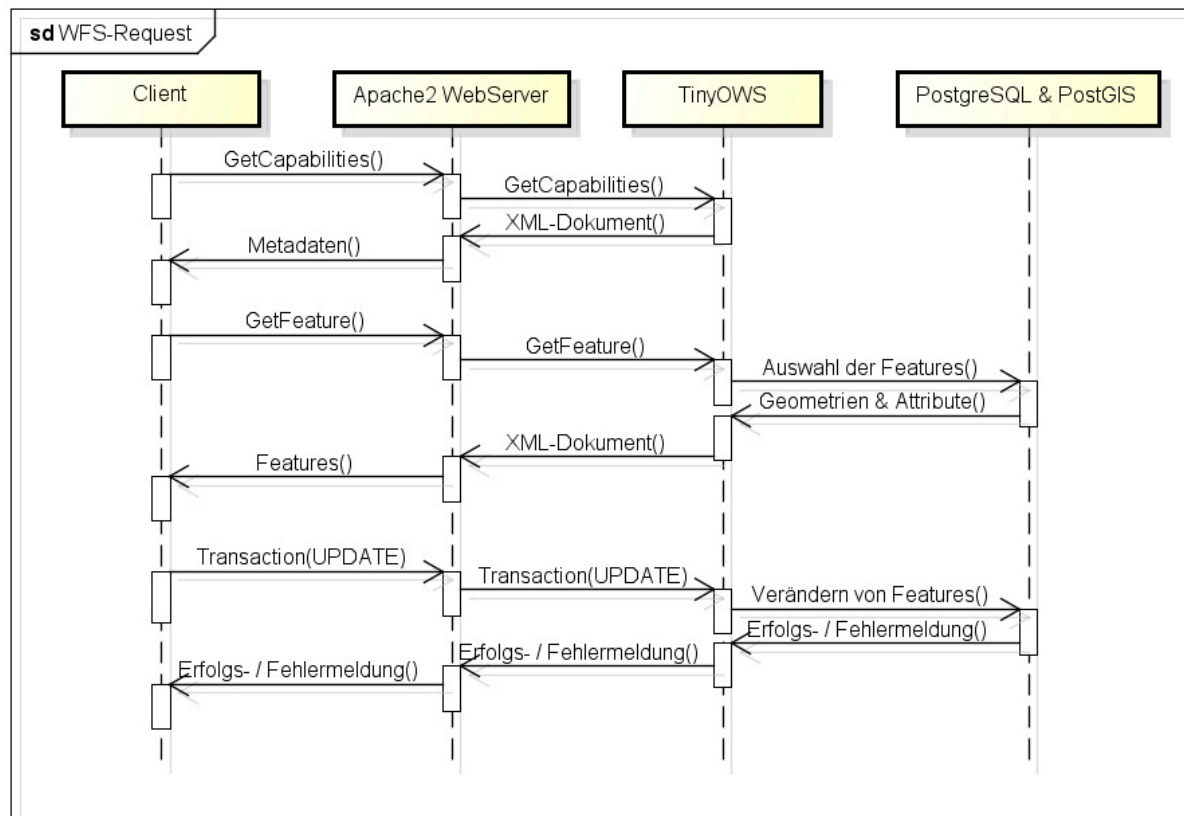 sd WFS-Request
Client
Apache2 WebServer
TinyOWS
PostgreSQL & PostGIS
GetCapabilities()
GetCapabilities()
XML-Dokument()
Metadaten()
GetFeature()
GetFeature()
Auswahl der Features()
Geometrien & Attribute()
XML-Dokument()
Features()
Transaction(UPDATE)
Transaction(UPDATE)
Verändern von Features()
Erfolgs- / Fehlermeldung()
Erfolgs- / Fehlermeldung()
Erfolgs- / Fehlermeldung()